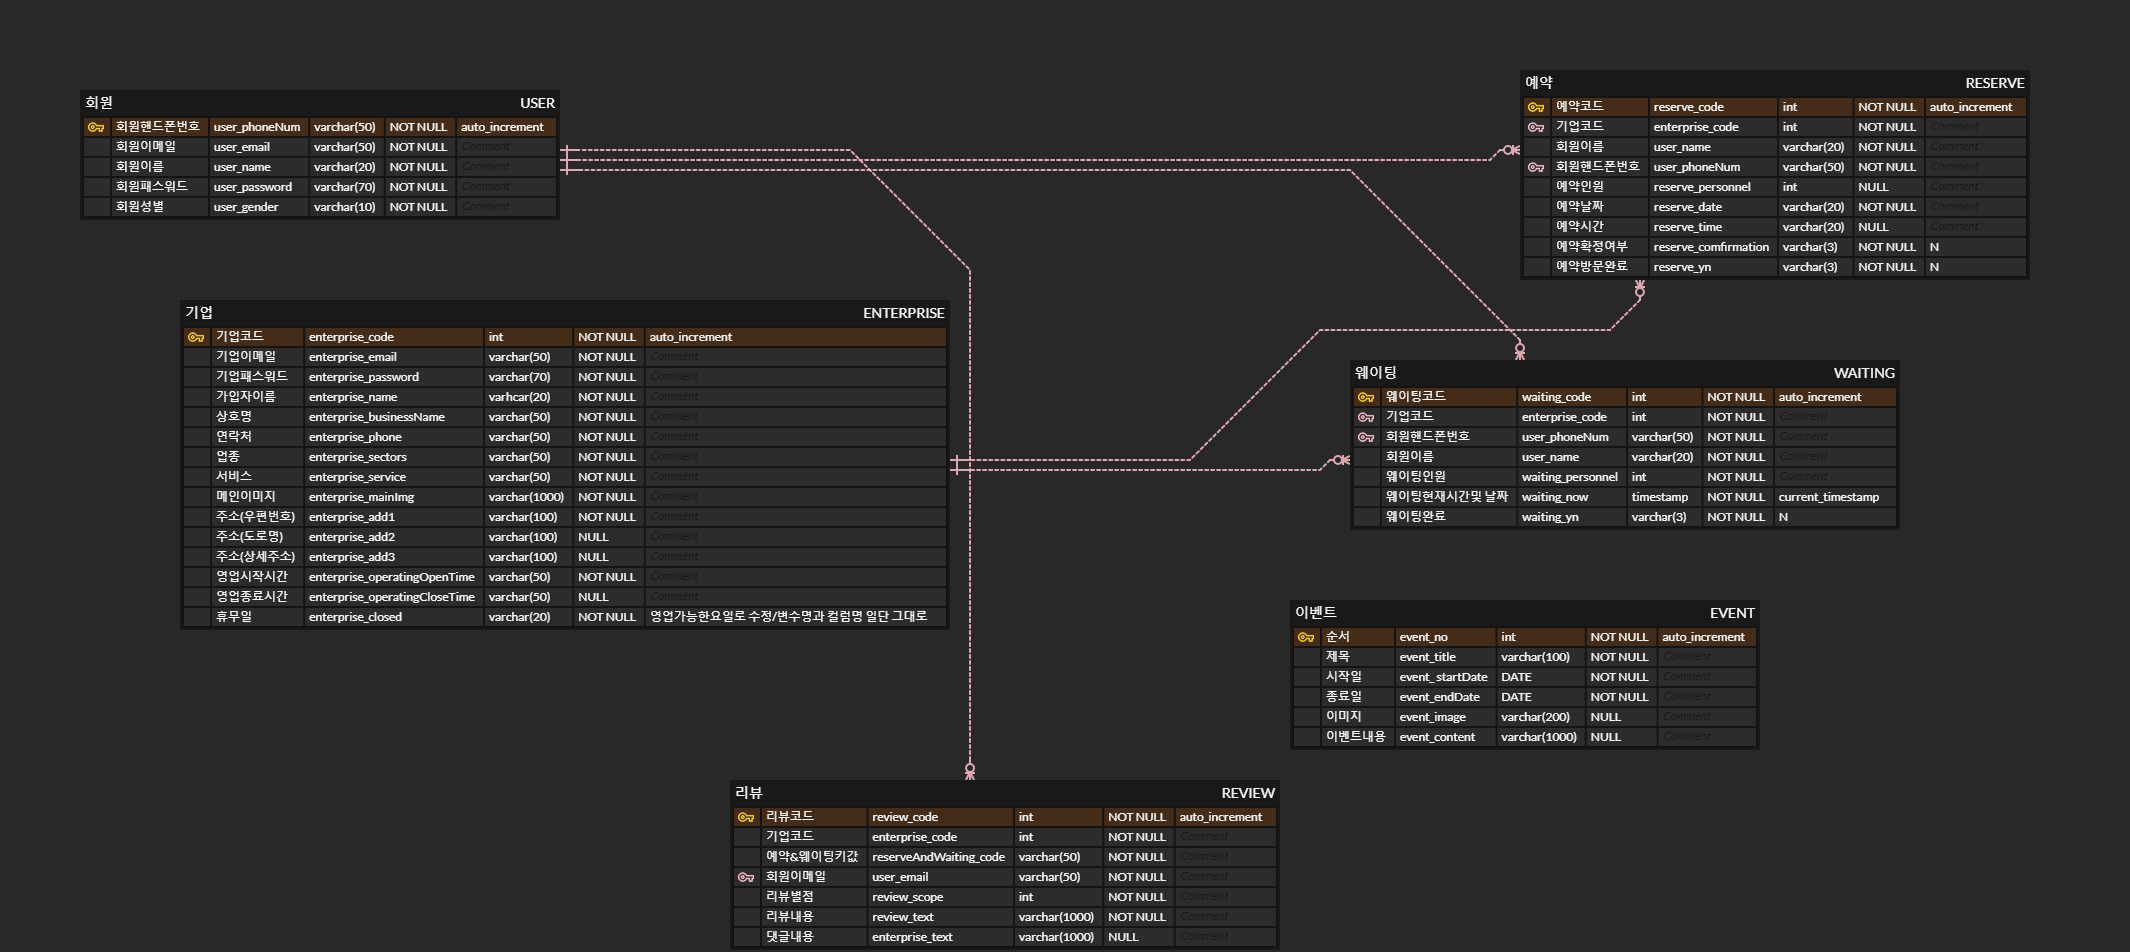 회원 USER
회원핸드폰번호 user_phoneNum varchar(50) NOT NULL auto_increment
회원이메일 user_email varchar(50) NOT NULL Comment
회원이름 user_name varchar(20) NOT NULL Comment
회원패스워드 user_password varchar(70) NOT NULL Comment
회원성별 user_gender varchar(10) NOT NULL Comment
예약 RESERVE
예약코드 reserve_code int NOT NULL auto_increment
기업코드 enterprise_code int NOT NULL Comment
회원이름 user_name varchar(20) NOT NULL Comment
회원핸드폰번호 user_phoneNum varchar(50) NOT NULL Comment
예약인원 reserve_personnel int NULL Comment
예약날짜 reserve_date varchar(20) NOT NULL Comment
예약시간 reserve_time varchar(20) NULL Comment
예약확정여부 reserve_comfirmation varchar(3) NOT NULL N
예약방문완료 reserve_yn varchar(3) NOT NULL N
기업 ENTERPRISE
기업코드 enterprise_code int NOT NULL auto_increment
기업이메일 enterprise_email varchar(50) NOT NULL Comment
기업패스워드 enterprise_password varchar(70) NOT NULL Comment
가입자이름 enterprise_name varhcar(20) NOT NULL Comment
상호명 enterprise_businessName varchar(50) NOT NULL Comment
연락처 enterprise_phone varchar(50) NOT NULL Comment
업종 enterprise_sectors varchar(50) NOT NULL Comment
서비스 enterprise_service varchar(50) NOT NULL Comment
메인이미지 enterprise_mainImg varchar(1000) NOT NULL Comment
주소(우편번호) enterprise_add1 varchar(100) NOT NULL Comment
주소(도로명) enterprise_add2 varchar(100) NULL Comment
주소(상세주소) enterprise_add3 varchar(100) NULL Comment
영업시작시간 enterprise_operatingOpenTime varchar(50) NOT NULL Comment
영업종료시간 enterprise_operatingCloseTime varchar(50) NULL Comment
휴무일 enterprise_closed varchar(20) NOT NULL 영업가능한요일로 수정/변수명과 컬럼명 일단 그대로
웨이팅 WAITING
웨이팅코드 waiting_code int NOT NULL auto_increment
기업코드 enterprise_code int NOT NULL Comment
회원핸드폰번호 user_phoneNum varchar(50) NOT NULL Comment
회원이름 user_name varchar(20) NOT NULL Comment
웨이팅인원 waiting_personnel int NOT NULL Comment
웨이팅현재시간및 날짜 waiting_now timestamp NOT NULL current_timestamp
웨이팅완료 waiting_yn varchar(3) NOT NULL N
이벤트 EVENT
순서 event_no int NOT NULL auto_increment
제목 event_title varchar(100) NOT NULL Comment
시작일 event_startDate DATE NOT NULL Comment
종료일 event_endDate DATE NOT NULL Comment
이미지 event_image varchar(200) NULL Comment
이벤트내용 event_content varchar(1000) NULL Comment
리뷰 REVIEW
리뷰코드 review_code int NOT NULL auto_increment
기업코드 enterprise_code int NOT NULL Comment
예약&웨이팅키값 reserveAndWaiting_code varchar(50) NOT NULL Comment
회원이메일 user_email varchar(50) NOT NULL Comment
리뷰별점 review_scope int NOT NULL Comment
리뷰내용 review_text varchar(1000) NOT NULL Comment
댓글내용 enterprise_text varchar(1000) NULL Comment